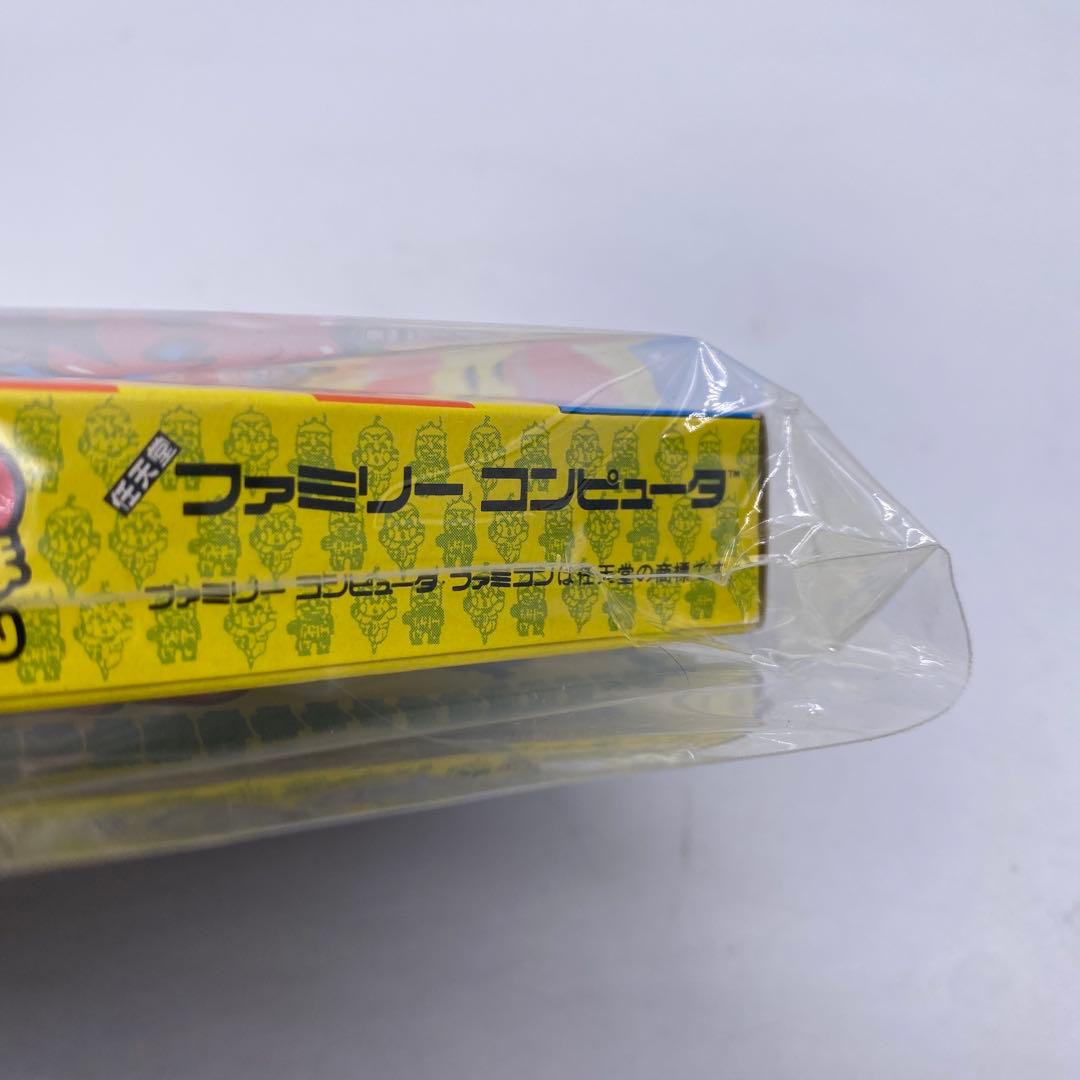 任天堂
ファミリー コンピュータ™
ファミリー コンピュータ ファミコンは任天堂の商標です